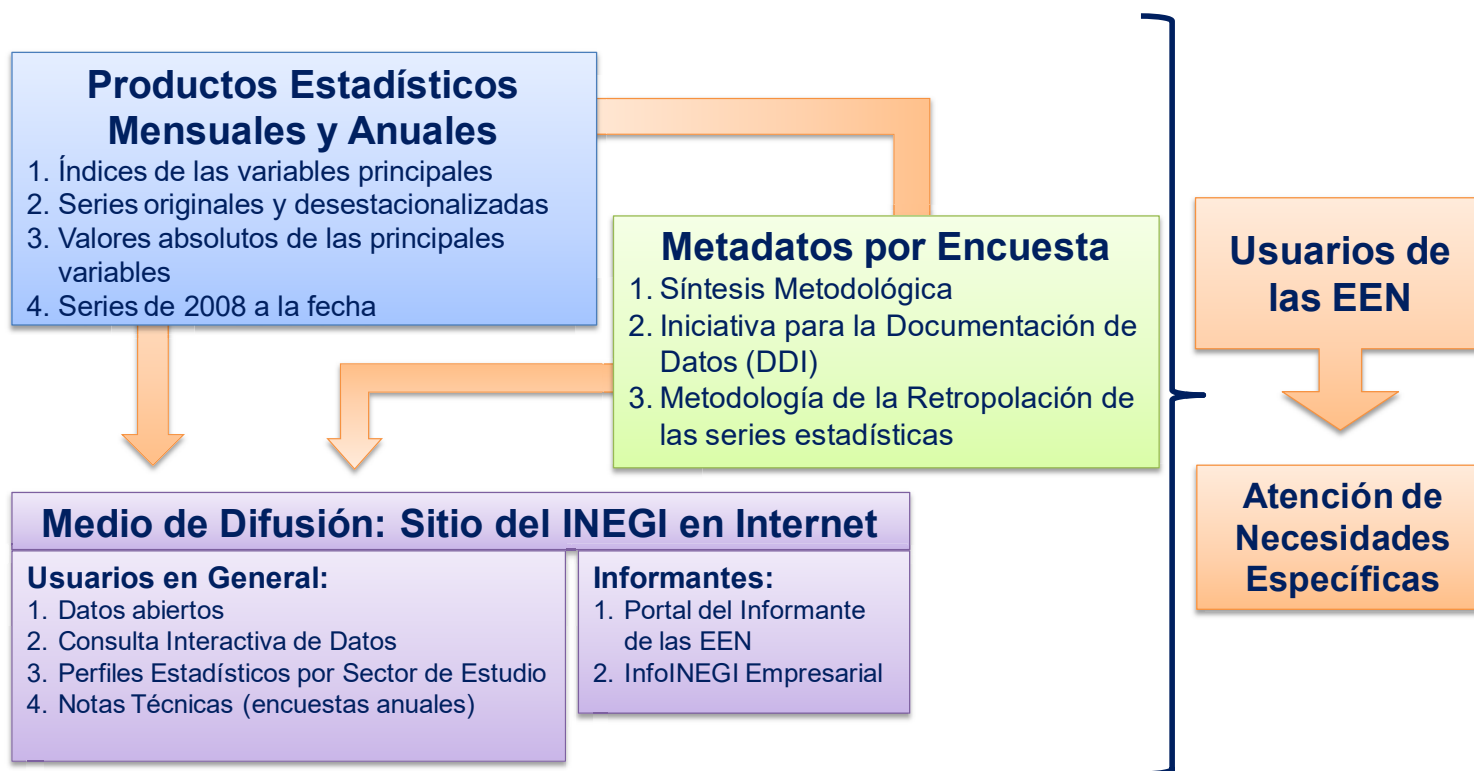 Productos Estadísticos
Mensuales y Anuales
1. Índices de las variables principales
2. Series originales y desestacionalizadas
3. Valores absolutos de las principales
variables
4. Series de 2008 a la fecha
Metadatos por Encuesta
1. Síntesis Metodológica
2. Iniciativa para la Documentación de
Datos (DDI)
3. Metodología de la Retropolación de
las series estadísticas
Medio de Difusión: Sitio del INEGI en Internet
Usuarios en General:
1. Datos abiertos
2. Consulta Interactiva de Datos
3. Perfiles Estadísticos por Sector de Estudio
4. Notas Técnicas (encuestas anuales)
Informantes:
1. Portal del Informante
de las EEN
2. InfoINEGI Empresarial
Usuarios de
las EEN
Atención de
Necesidades
Específicas